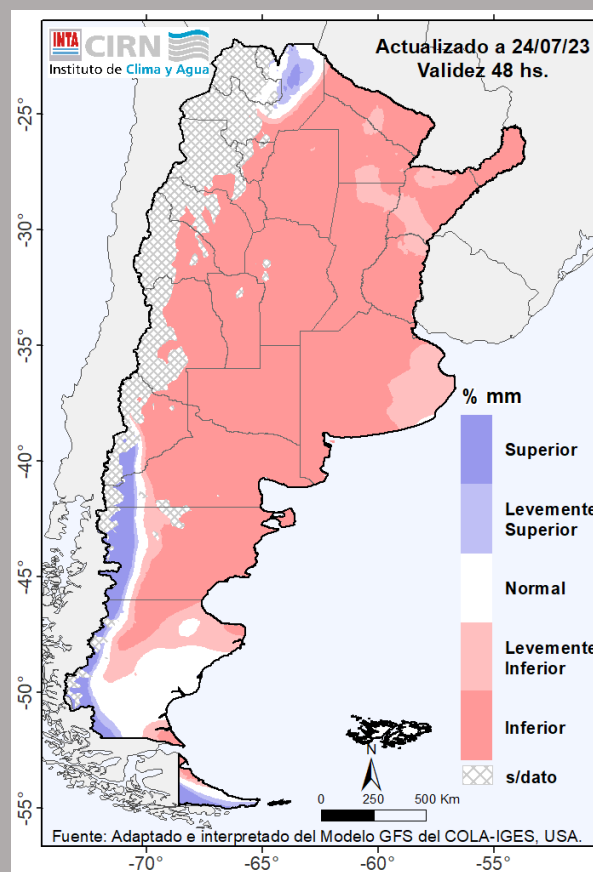 INTA CIRN
Instituto de Clima y Agua
Actualizado a 24/07/23
Validez 48 hs.
-25°
-30°
-35°
-40°
-45°
-50°
-55°
% mm
Superior
Levemente
Superior
Normal
Levemente
Inferior
Inferior
s/dato
N
0 250 500 Km
Fuente: Adaptado e interpretado del Modelo GFS del COLA-IGES, USA.
-70° -65° -60° -55°